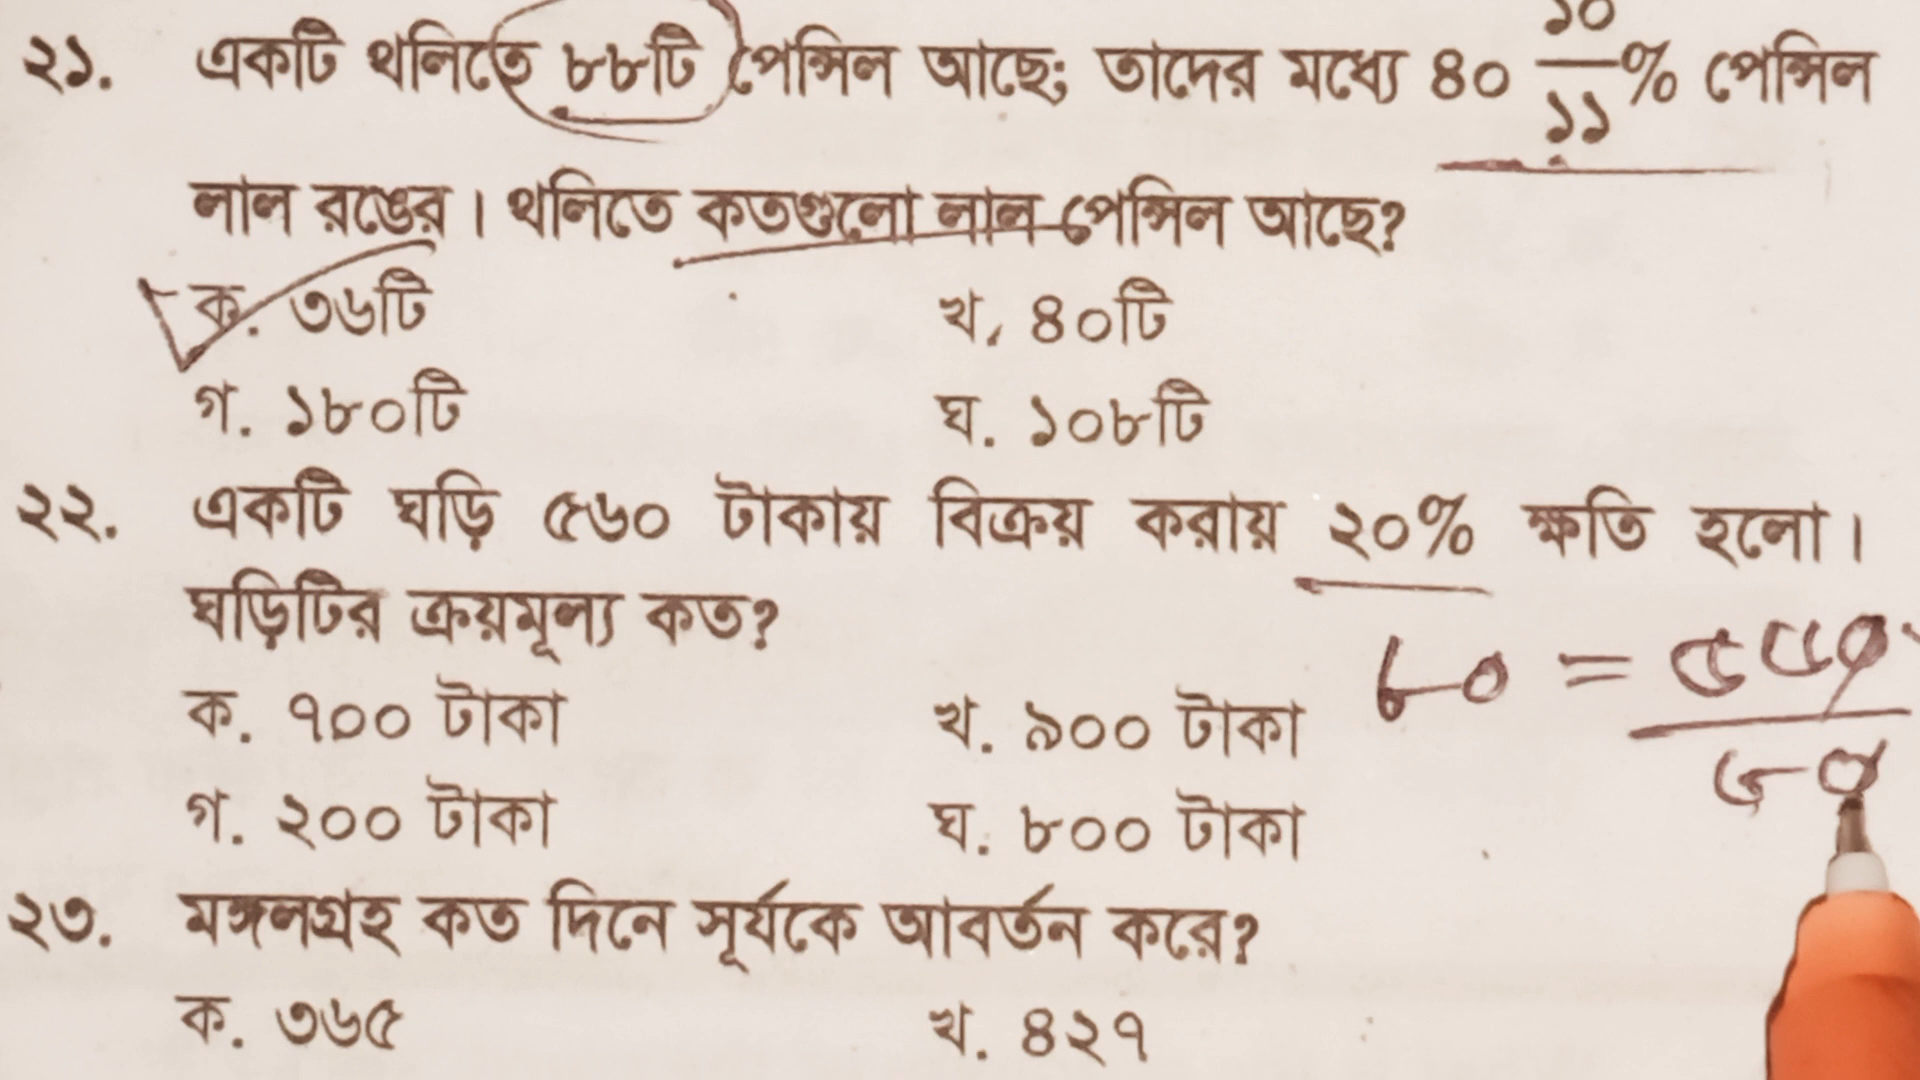 ২১. একটি থলিতে ৮৮টি পেন্সিল আছে; তাদের মধ্যে ৪০ ১০/১১% পেন্সিল
লাল রঙের। থলিতে কতগুলো লাল পেন্সিল আছে?
ক. ৩৬টি খ. ৪০টি
গ. ১৮০টি ঘ. ১০৮টি
২২. একটি ঘড়ি ৫৬০ টাকায় বিক্রয় করায় ২০% ক্ষতি হলো।
ঘড়িটির ক্রয়মূল্য কত?
৮০ =
ক. ৭০০ টাকা খ. ৯০০ টাকা
গ. ২০০ টাকা ঘ. ৮০০ টাকা
২৩. মঙ্গলগ্রহ কত দিনে সূর্যকে আবর্তন করে?
ক. ৩৬৫ খ. ৪২৭